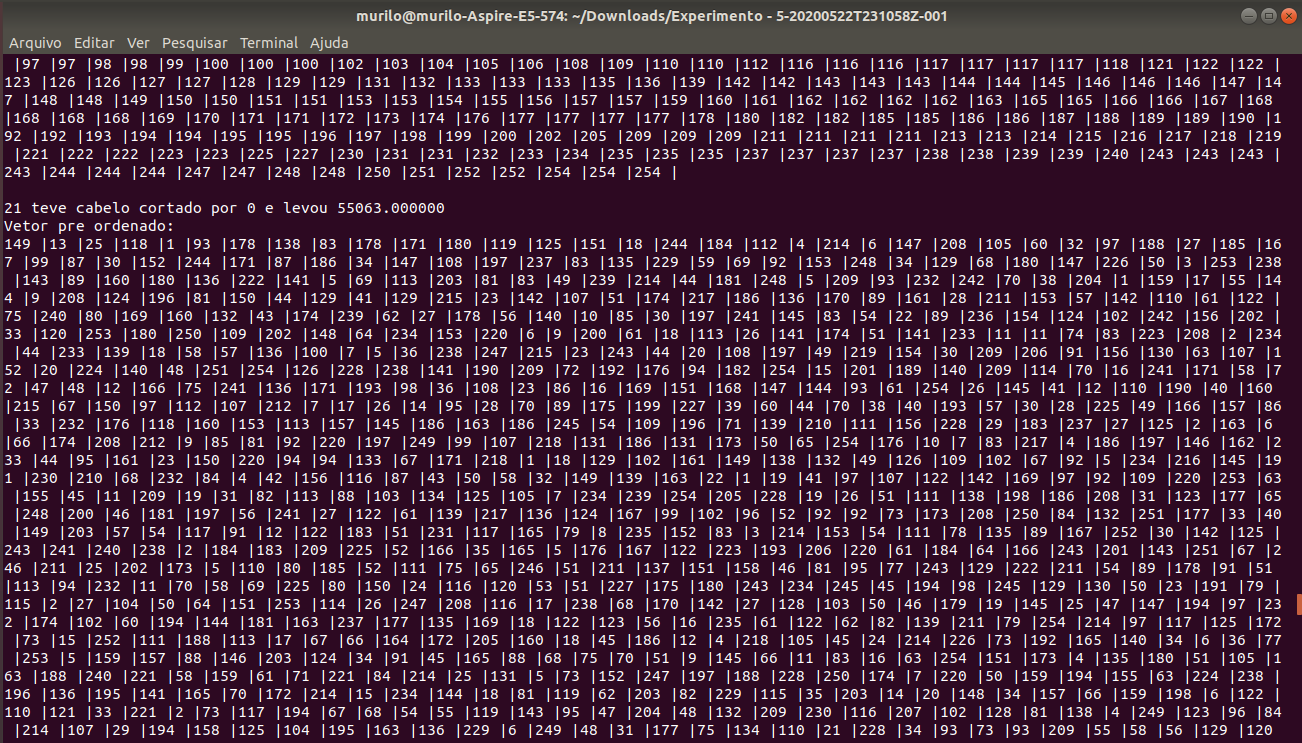 murilo@murilo-Aspire-E5-574: ~/Downloads/Experimento - 5-20200522T231058Z-001
Arquivo Editar Ver Pesquisar Terminal Ajuda
|97 |97 |98 |98 |99 |100 |100 |100 |102 |103 |104 |105 |106 |108 |109 |110 |110 |112 |116 |116 |116 |117 |117 |117 |117 |118 |121 |122 |122 |
123 |126 |126 |127 |127 |128 |129 |129 |131 |132 |133 |133 |133 |135 |136 |139 |142 |142 |143 |143 |143 |144 |144 |145 |146 |146 |146 |147 |14
7 |148 |148 |149 |150 |150 |151 |151 |153 |153 |154 |155 |156 |157 |157 |159 |160 |161 |162 |162 |162 |162 |163 |165 |165 |166 |166 |167 |168
|168 |168 |168 |169 |170 |171 |171 |172 |173 |174 |176 |177 |177 |177 |177 |178 |180 |182 |182 |185 |185 |186 |186 |187 |188 |189 |189 |190 |1
92 |192 |193 |194 |194 |195 |195 |196 |197 |198 |199 |200 |202 |205 |209 |209 |209 |211 |211 |211 |211 |213 |213 |214 |215 |216 |217 |218 |219
|221 |222 |222 |223 |223 |225 |227 |230 |231 |231 |232 |233 |234 |235 |235 |235 |237 |237 |237 |237 |238 |238 |239 |239 |240 |243 |243 |243 |
243 |244 |244 |244 |247 |247 |248 |248 |250 |251 |252 |252 |254 |254 |254 |
21 teve cabelo cortado por 0 e levou 55063.000000
Vetor pre ordenado:
149 |13 |25 |118 |1 |93 |178 |138 |83 |178 |171 |180 |119 |125 |151 |18 |244 |184 |112 |4 |214 |6 |147 |208 |105 |60 |32 |97 |188 |27 |185 |16
7 |99 |87 |30 |152 |244 |171 |87 |186 |34 |147 |108 |197 |237 |83 |135 |229 |59 |69 |92 |153 |248 |34 |129 |68 |180 |147 |226 |50 |3 |253 |238
|143 |89 |160 |180 |136 |222 |141 |5 |69 |113 |203 |81 |83 |49 |239 |214 |44 |181 |248 |5 |209 |93 |232 |242 |70 |38 |204 |1 |159 |17 |55 |14
4 |9 |208 |124 |196 |81 |150 |44 |129 |41 |129 |215 |23 |142 |107 |51 |174 |217 |186 |136 |170 |89 |161 |28 |211 |153 |57 |142 |110 |61 |122 |
75 |240 |80 |169 |160 |132 |43 |174 |239 |62 |27 |178 |56 |140 |10 |85 |30 |197 |241 |145 |83 |54 |22 |89 |236 |154 |124 |102 |242 |156 |202 |
33 |120 |253 |180 |250 |109 |202 |148 |64 |234 |153 |220 |6 |9 |200 |61 |18 |113 |26 |141 |174 |51 |141 |233 |11 |11 |74 |83 |223 |208 |2 |234
|44 |233 |139 |18 |58 |57 |136 |100 |7 |5 |36 |238 |247 |215 |23 |243 |44 |20 |108 |197 |49 |219 |154 |30 |209 |206 |91 |156 |130 |63 |107 |1
52 |20 |224 |140 |48 |251 |254 |126 |228 |238 |141 |190 |209 |72 |192 |176 |94 |182 |254 |15 |201 |189 |140 |209 |114 |70 |16 |241 |171 |58 |7
2 |47 |48 |12 |166 |75 |241 |136 |171 |193 |98 |36 |108 |23 |86 |16 |169 |151 |168 |147 |144 |93 |61 |254 |26 |145 |41 |12 |110 |190 |40 |160
|215 |67 |150 |97 |112 |107 |212 |7 |17 |26 |14 |95 |28 |70 |89 |175 |199 |227 |39 |60 |44 |70 |38 |40 |193 |57 |30 |28 |225 |49 |166 |157 |86
|33 |232 |176 |118 |160 |153 |113 |157 |145 |186 |163 |186 |245 |54 |109 |196 |71 |139 |210 |111 |156 |228 |29 |183 |237 |27 |125 |2 |163 |6
|66 |174 |208 |212 |9 |85 |81 |92 |220 |197 |249 |99 |107 |218 |131 |186 |131 |173 |50 |65 |254 |176 |10 |7 |83 |217 |4 |186 |197 |146 |162 |2
33 |44 |95 |161 |23 |150 |220 |94 |94 |133 |67 |171 |218 |1 |18 |129 |102 |161 |149 |138 |132 |49 |126 |109 |102 |67 |92 |5 |234 |216 |145 |19
1 |230 |210 |68 |232 |84 |4 |42 |156 |116 |87 |43 |50 |58 |32 |149 |139 |163 |22 |1 |19 |41 |97 |107 |122 |142 |169 |97 |92 |109 |220 |253 |63
|155 |45 |11 |209 |19 |31 |82 |113 |88 |103 |134 |125 |105 |7 |234 |239 |254 |205 |228 |19 |26 |51 |111 |138 |198 |186 |208 |31 |123 |177 |65
|248 |200 |46 |181 |197 |56 |241 |27 |122 |61 |139 |217 |136 |124 |167 |99 |102 |96 |52 |92 |92 |73 |173 |208 |250 |84 |132 |251 |177 |33 |40
|149 |203 |57 |54 |117 |91 |12 |122 |183 |51 |231 |117 |165 |79 |8 |235 |152 |83 |3 |214 |153 |54 |111 |78 |135 |89 |167 |252 |30 |142 |125 |
243 |241 |240 |238 |2 |184 |183 |209 |225 |52 |166 |35 |165 |5 |176 |167 |122 |223 |193 |206 |220 |61 |184 |64 |166 |243 |201 |143 |251 |67 |2
46 |211 |25 |202 |173 |5 |110 |80 |185 |52 |111 |75 |65 |246 |51 |211 |137 |151 |158 |46 |81 |95 |77 |243 |129 |222 |211 |54 |89 |178 |91 |51
|113 |94 |232 |11 |70 |58 |69 |225 |80 |150 |24 |116 |120 |53 |51 |227 |175 |180 |243 |234 |245 |45 |194 |98 |245 |129 |130 |50 |23 |191 |79 |
115 |2 |27 |104 |50 |64 |151 |253 |114 |26 |247 |208 |116 |17 |238 |68 |170 |142 |27 |128 |103 |50 |46 |179 |19 |145 |25 |47 |147 |194 |97 |23
2 |174 |102 |60 |194 |144 |181 |163 |237 |177 |135 |169 |18 |122 |123 |56 |16 |235 |61 |122 |62 |82 |139 |211 |79 |254 |214 |97 |117 |125 |172
|73 |15 |252 |111 |188 |113 |17 |67 |66 |164 |172 |205 |160 |18 |45 |186 |12 |4 |218 |105 |45 |24 |214 |226 |73 |192 |165 |140 |34 |6 |36 |77
|253 |5 |159 |157 |88 |146 |203 |124 |34 |91 |45 |165 |88 |68 |75 |70 |51 |9 |145 |66 |11 |83 |16 |63 |254 |151 |173 |4 |135 |180 |51 |105 |1
63 |188 |240 |221 |58 |159 |61 |71 |221 |84 |214 |25 |131 |5 |73 |152 |247 |197 |188 |228 |250 |174 |7 |220 |50 |159 |194 |155 |63 |224 |238 |
196 |136 |195 |141 |165 |70 |172 |214 |15 |234 |144 |18 |81 |119 |62 |203 |82 |229 |115 |35 |203 |14 |20 |148 |34 |157 |66 |159 |198 |6 |122 |
110 |121 |33 |221 |2 |73 |117 |194 |67 |68 |54 |55 |119 |143 |95 |47 |204 |48 |132 |209 |230 |116 |207 |102 |128 |81 |138 |4 |249 |123 |96 |84
|214 |107 |29 |194 |158 |125 |104 |195 |163 |136 |229 |6 |249 |48 |31 |177 |75 |134 |110 |21 |228 |34 |93 |73 |93 |209 |55 |58 |56 |129 |120